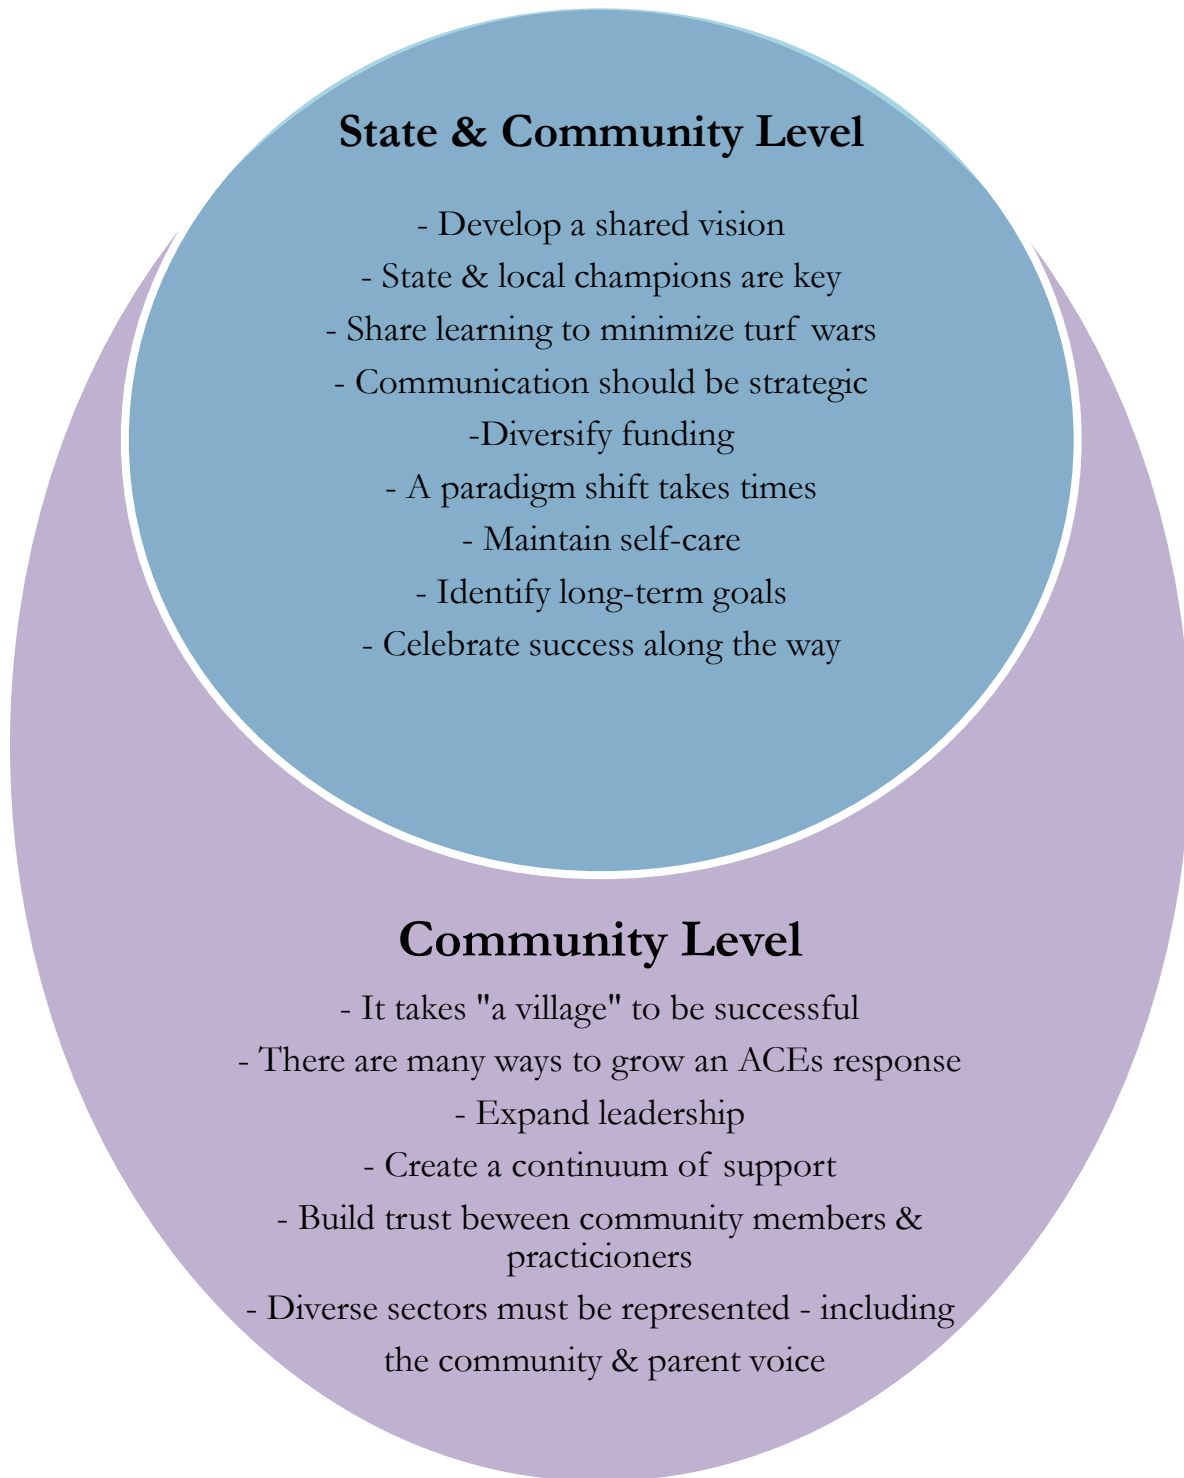 State & Community Level
- Develop a shared vision
- State & local champions are key
- Share learning to minimize turf wars
- Communication should be strategic
-Diversify funding
- A paradigm shift takes times
- Maintain self-care
- Identify long-term goals
- Celebrate success along the way
Community Level
- It takes "a village" to be successful
- There are many ways to grow an ACEs response
- Expand leadership
- Create a continuum of support
- Build trust beween community members &
practicioners
- Diverse sectors must be represented - including
the community & parent voice